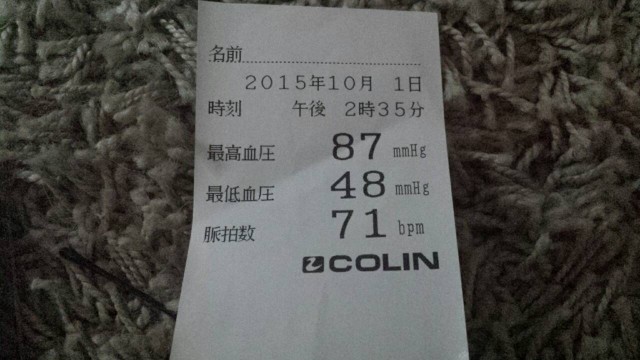 名前
2015年10月 1日
時刻 午後 2時35分
最高血圧 87 mmHg
最低血圧 48 mmHg
脈拍数 71 bpm
COLIN